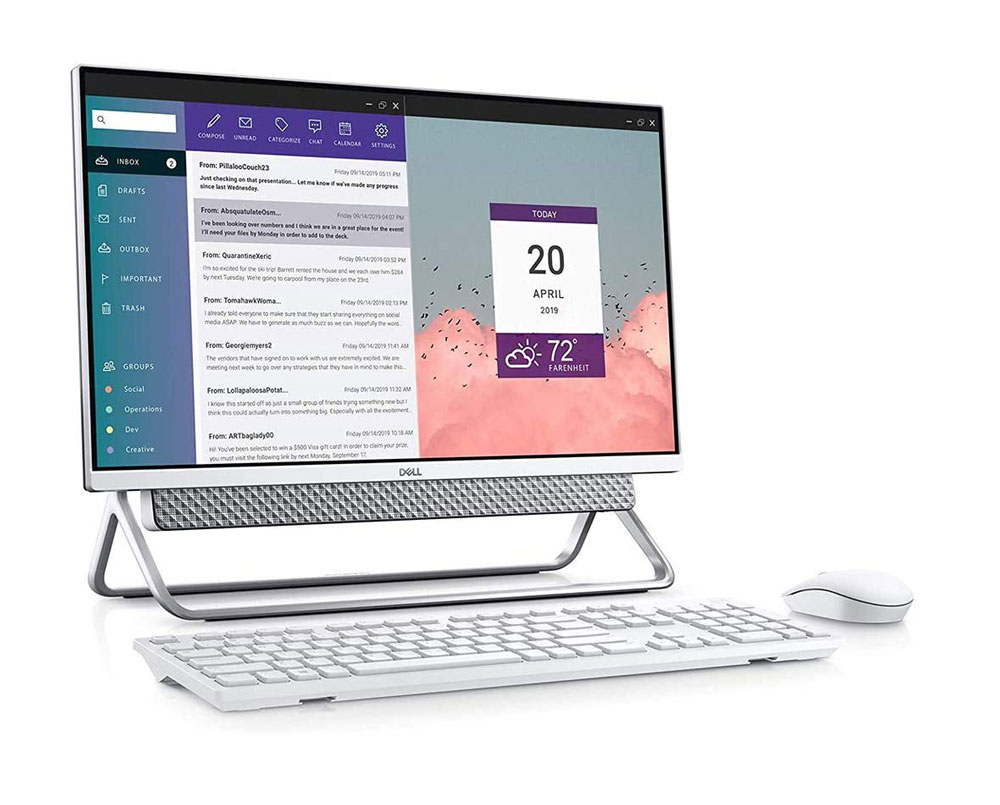 INBOX
2
DRAFTS
SENT
OUTBOX
IMPORTANT
TRASH
GROUPS
Social
Operations
Dev
Creative
COMPOSE
UNREAD
CATEGORIZE
CHAT
CALENDAR
SETTINGS
From: PillalooCouch23
Friday 09/14/2019 05:11 PM
Just checking on that presentation... Let me know if we've made any progress
since last Wednesday.
From: AbsquatulateOsm...
Friday 09/14/2019 04:07 PM
I've been looking over numbers and I think we are in a great place for the event!
I'll need your files by Monday in order to add to the deck.
From: QuarantineXeric
Friday 09/14/2019 03:52 PM
I'm so excited for the ski trip! Barrett rented the house and we each owe him $284
by next Tuesday. We're going to carpool from my place on the 23rd.
From: TomahawkWoma...
Friday 09/14/2019 02:13 PM
I already told everyone to make sure that they start sharing everything on social
media ASAP. We have to generate as much buzz as we can. Hopefully the word...
From: Georgiemyers2
Friday 09/14/2019 11:41 AM
The vendors that have signed on to work with us are extremely excited. We are
meeting next week to go over any strategies that they have in mind to make this...
From: LollapaloosaPotat...
Friday 09/14/2019 11:32 AM
I know this started off as just a small group of friends trying something new but I
think this could actually turn into something big. Especially with all the excitement...
From: ARTbaglady00
Friday 09/14/2019 10:18 AM
Hi! You've been selected to win a $500 Visa gift card! in order to claim your prize,
you must visit the following link by next Monday, September 17.
TODAY
20
APRIL
2019
72°
FARENHEIT
DELL